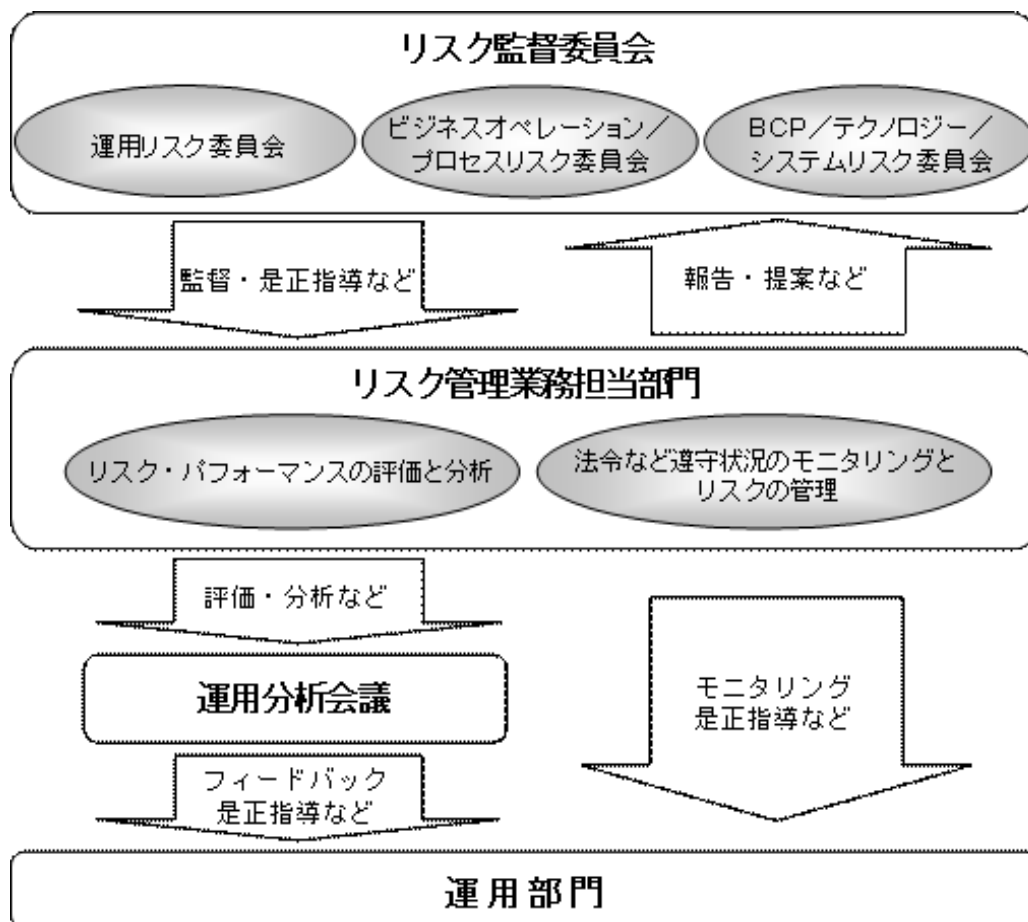 リスク監督委員会
運用リスク委員会
ビジネスオペレーション／
プロセスリスク委員会
BCP／テクノロジー／
システムリスク委員会
監督・是正指導など
報告・提案など
リスク管理業務担当部門
リスク・パフォーマンスの評価と分析
法令など遵守状況のモニタリングと
リスクの管理
評価・分析など
運用分析会議
モニタリング
是正指導など
フィードバック
是正指導など
運用部門